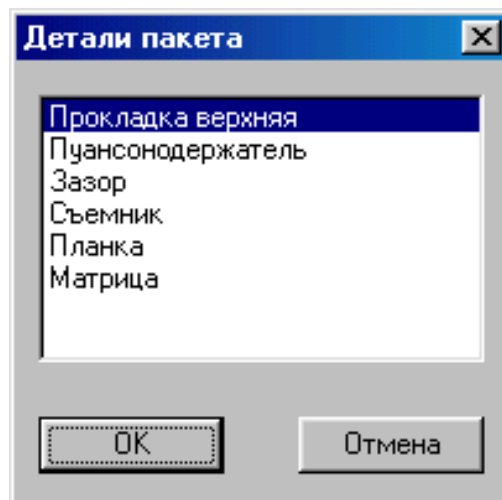 Детали пакета
Прокладка верхняя
Пуансонодержатель
Зазор
Съемник
Планка
Матрица
OK
Отмена